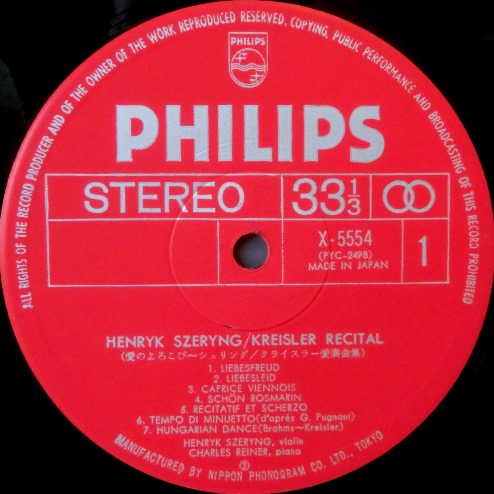 ALL RIGHTS OF THE RECORD PRODUCER AND OF THE OWNER OF THE WORK REPRODUCED RESERVED. COPYING, PUBLIC PERFORMANCE AND BROADCASTING OF THIS RECORD PROHIBITED
PHILIPS
PHILIPS
STEREO 33 1/3
X-5554
(PYC-2498)
MADE IN JAPAN
1
HENRYK SZERYNG/KREISLER RECITAL
(愛のよろこび〜シェリング/クライスラー愛奏曲集)
1. LIEBESFREUD
2. LIEBESLEID
3. CAPRICE VIENNOIS
4. SCHÖN ROSMARIN
5. RECITATIF ET SCHERZO
6. TEMPO DI MINUETTO(d'après G. Pugnani)
7. HUNGARIAN DANCE(Brahms〜Kreisler)
HENRYK SZERYNG, violin
CHARLES REINER, piano
Ⓟ
MANUFACTURED BY NIPPON PHONOGRAM CO. LTD., TOKYO